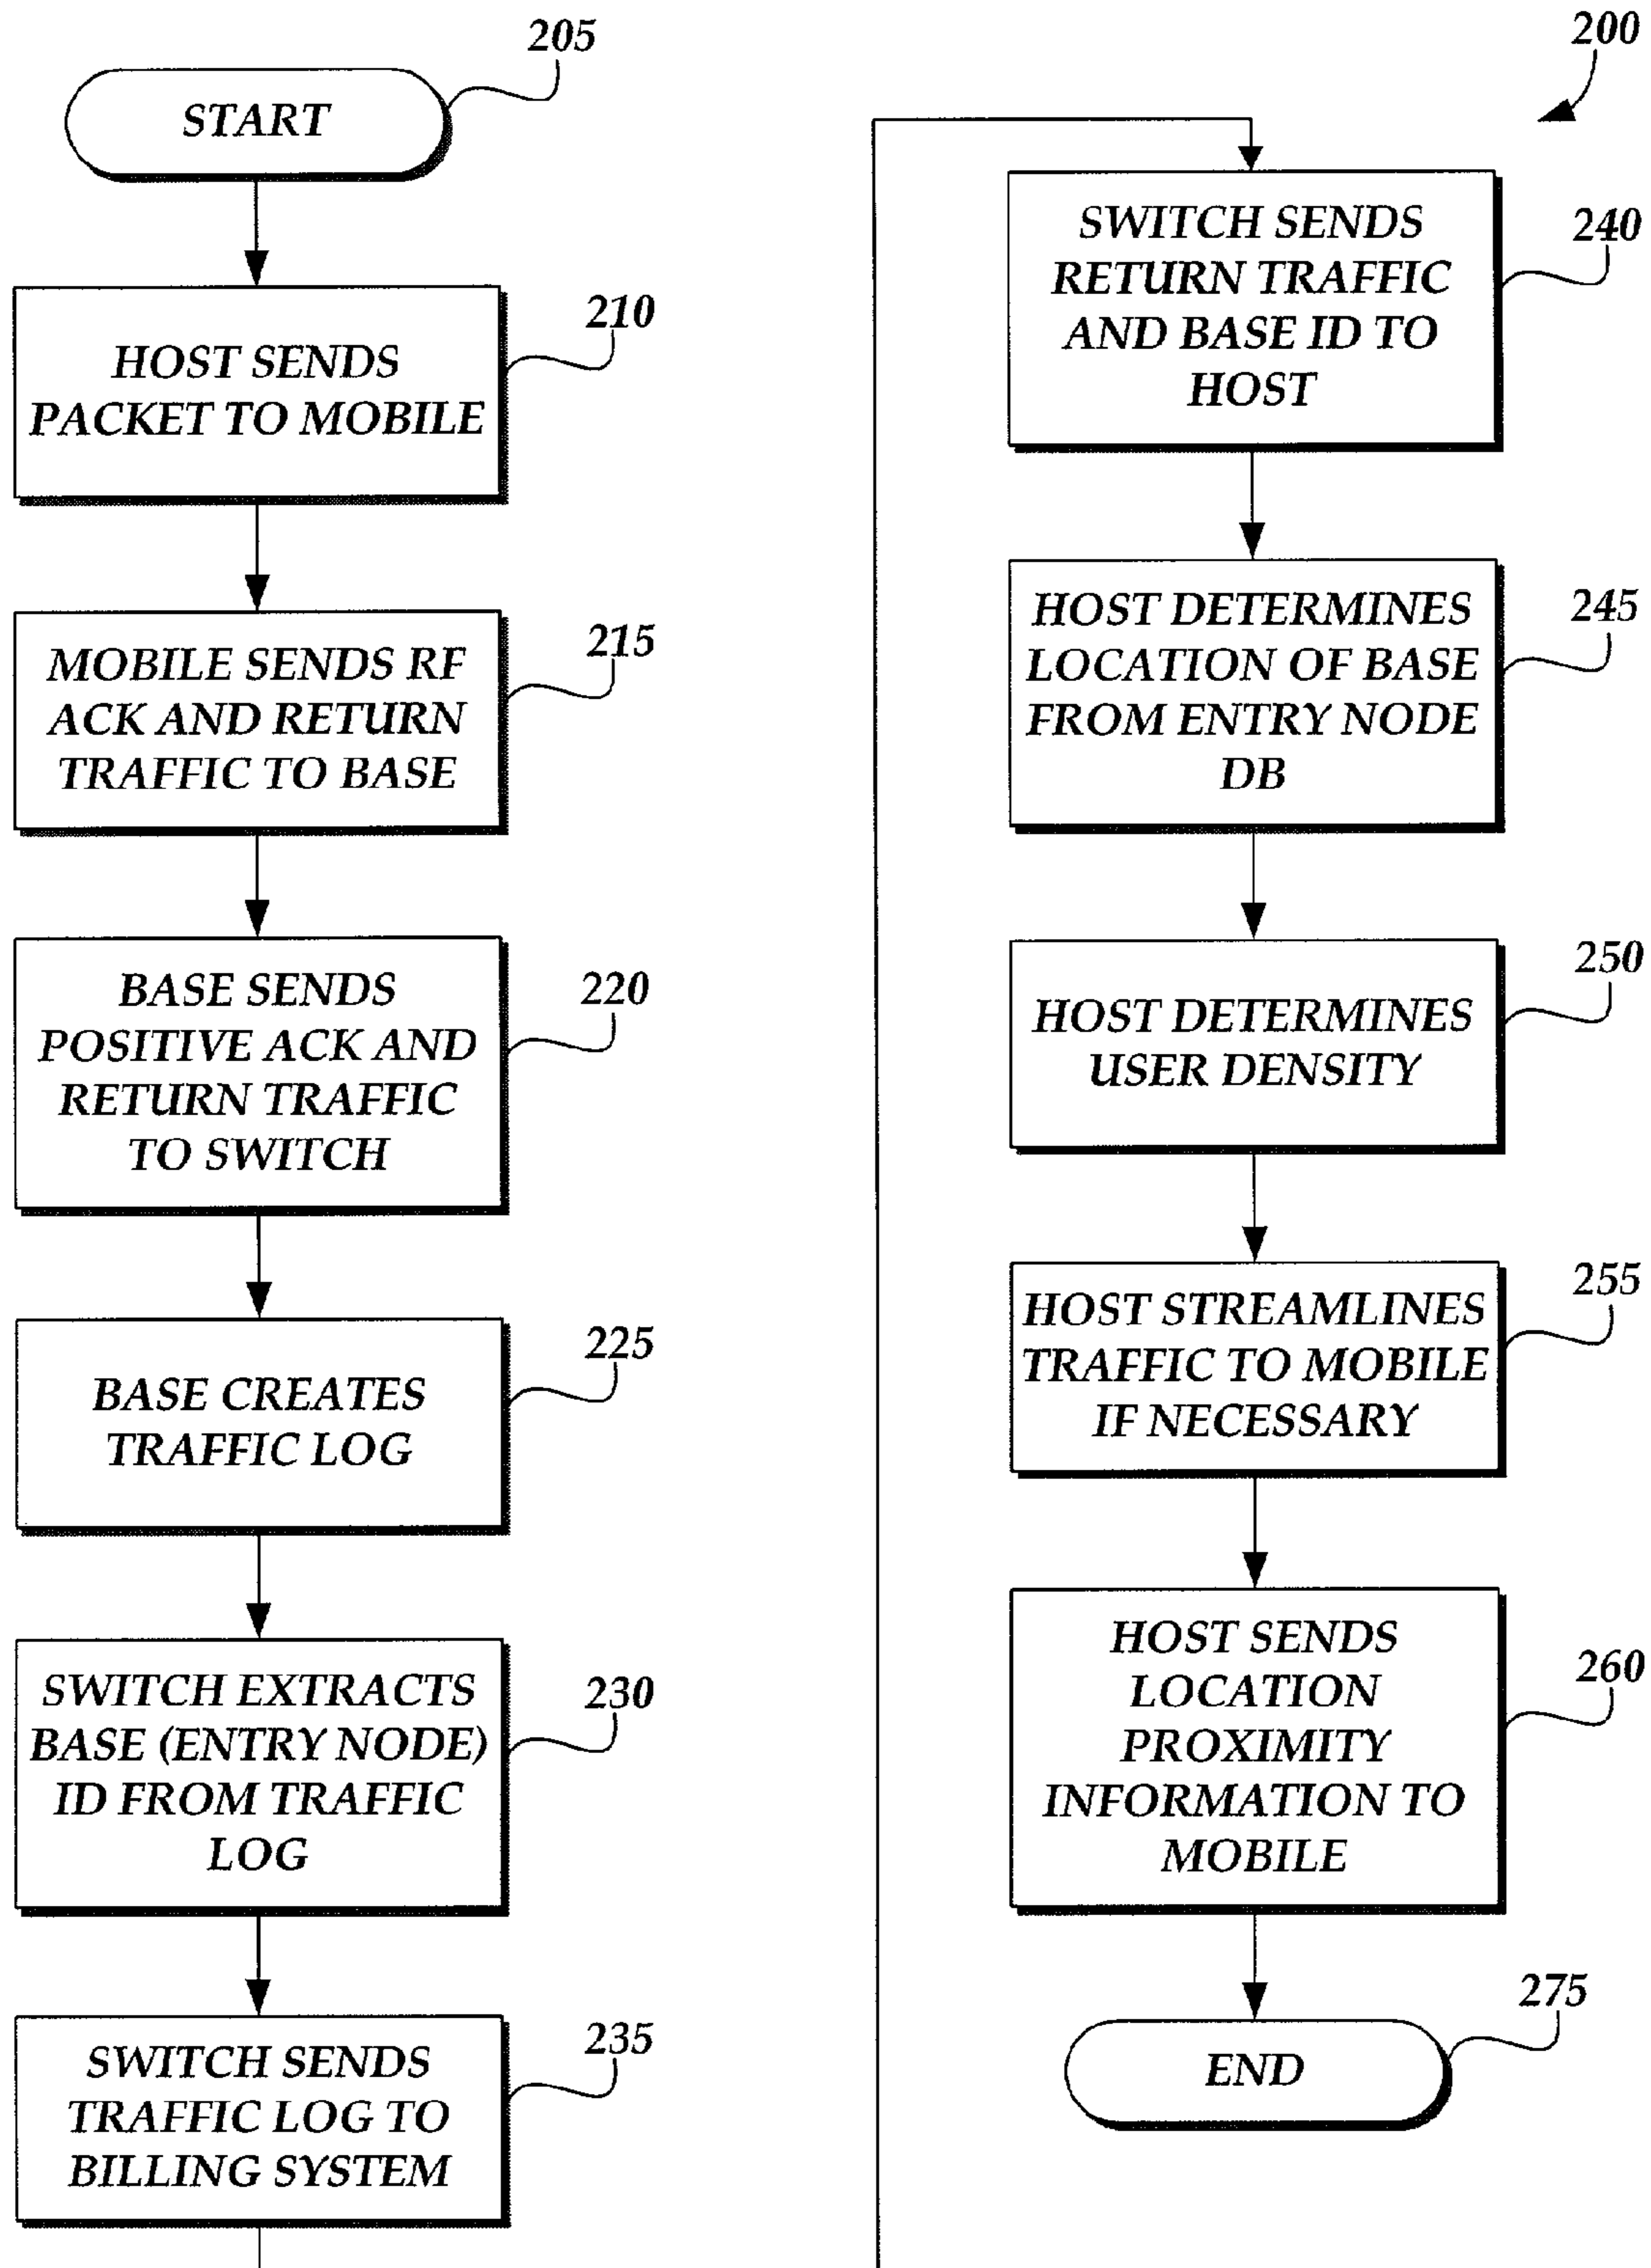 205
START
210
HOST SENDS
PACKET TO MOBILE
215
MOBILE SENDS RF
ACK AND RETURN
TRAFFIC TO BASE
220
BASE SENDS
POSITIVE ACK AND
RETURN TRAFFIC
TO SWITCH
225
BASE CREATES
TRAFFIC LOG
230
SWITCH EXTRACTS
BASE (ENTRY NODE)
ID FROM TRAFFIC
LOG
235
SWITCH SENDS
TRAFFIC LOG TO
BILLING SYSTEM
200
240
SWITCH SENDS
RETURN TRAFFIC
AND BASE ID TO
HOST
245
HOST DETERMINES
LOCATION OF BASE
FROM ENTRY NODE
DB
250
HOST DETERMINES
USER DENSITY
255
HOST STREAMLINES
TRAFFIC TO MOBILE
IF NECESSARY
260
HOST SENDS
LOCATION
PROXIMITY
INFORMATION TO
MOBILE
275
END